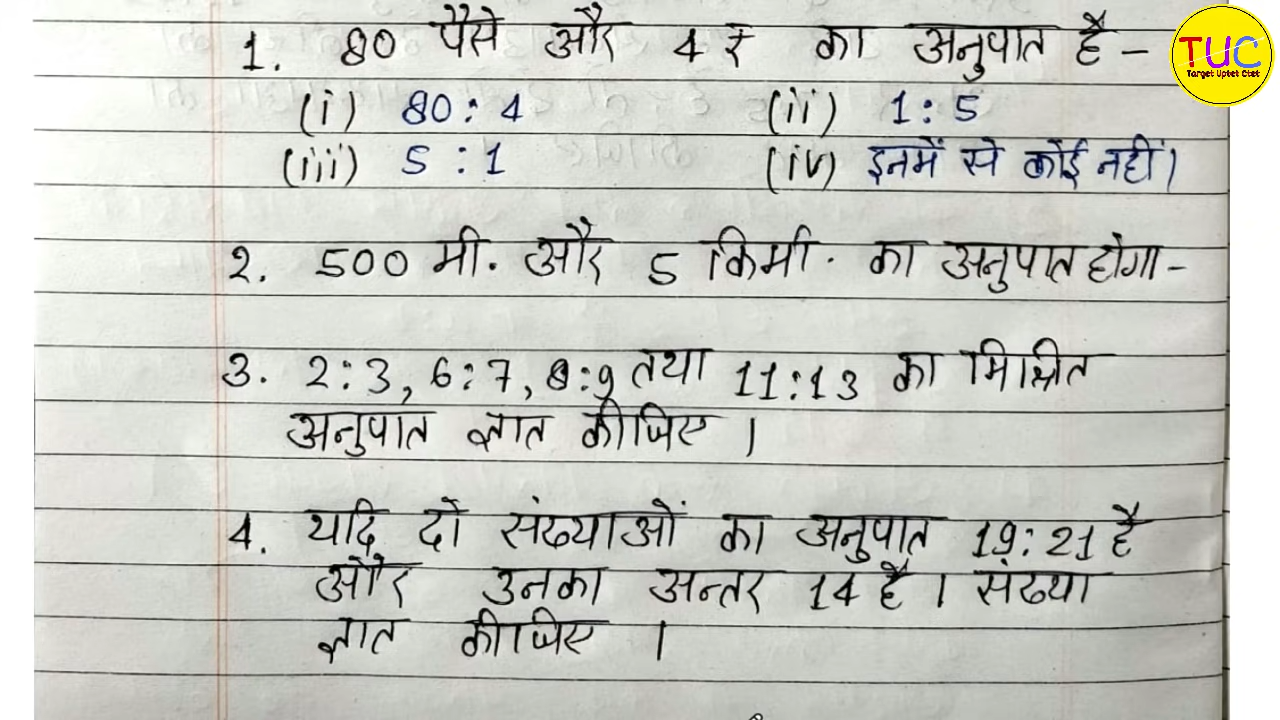 1. 80 पैसे और 4 ₹ का अनुपात है -
(i) 80 : 4 (ii) 1 : 5
(iii) 5 : 1 (iv) इनमें से कोई नहीं।
2. 500 मी. और 5 किमी. का अनुपात होगा -
3. 2:3, 6:7, 8:9 तथा 11:13 का मिश्रित
अनुपात ज्ञात कीजिए ।
4. यदि दो संख्याओं का अनुपात 19:21 है
और उनका अन्तर 14 है । संख्या
ज्ञात कीजिए ।
TUC
Target Uptet Ctet